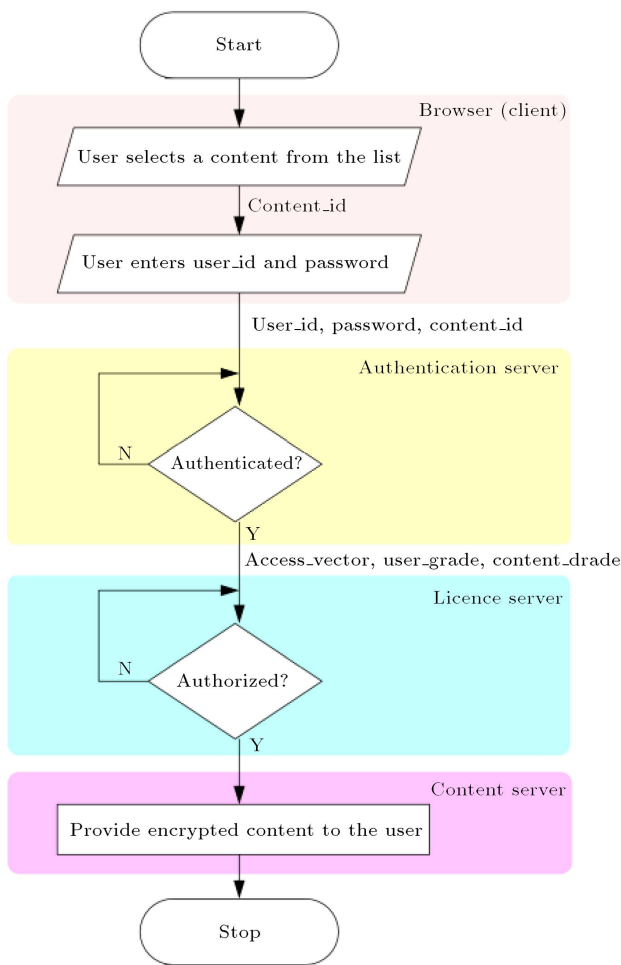 Start
Browser (client)
User selects a content from the list
Content_id
User enters user_id and password
User_id, password, content_id
Authentication server
N
Authenticated?
Y
Access_vector, user_grade, content_drade
Licence server
N
Authorized?
Y
Content server
Provide encrypted content to the user
Stop